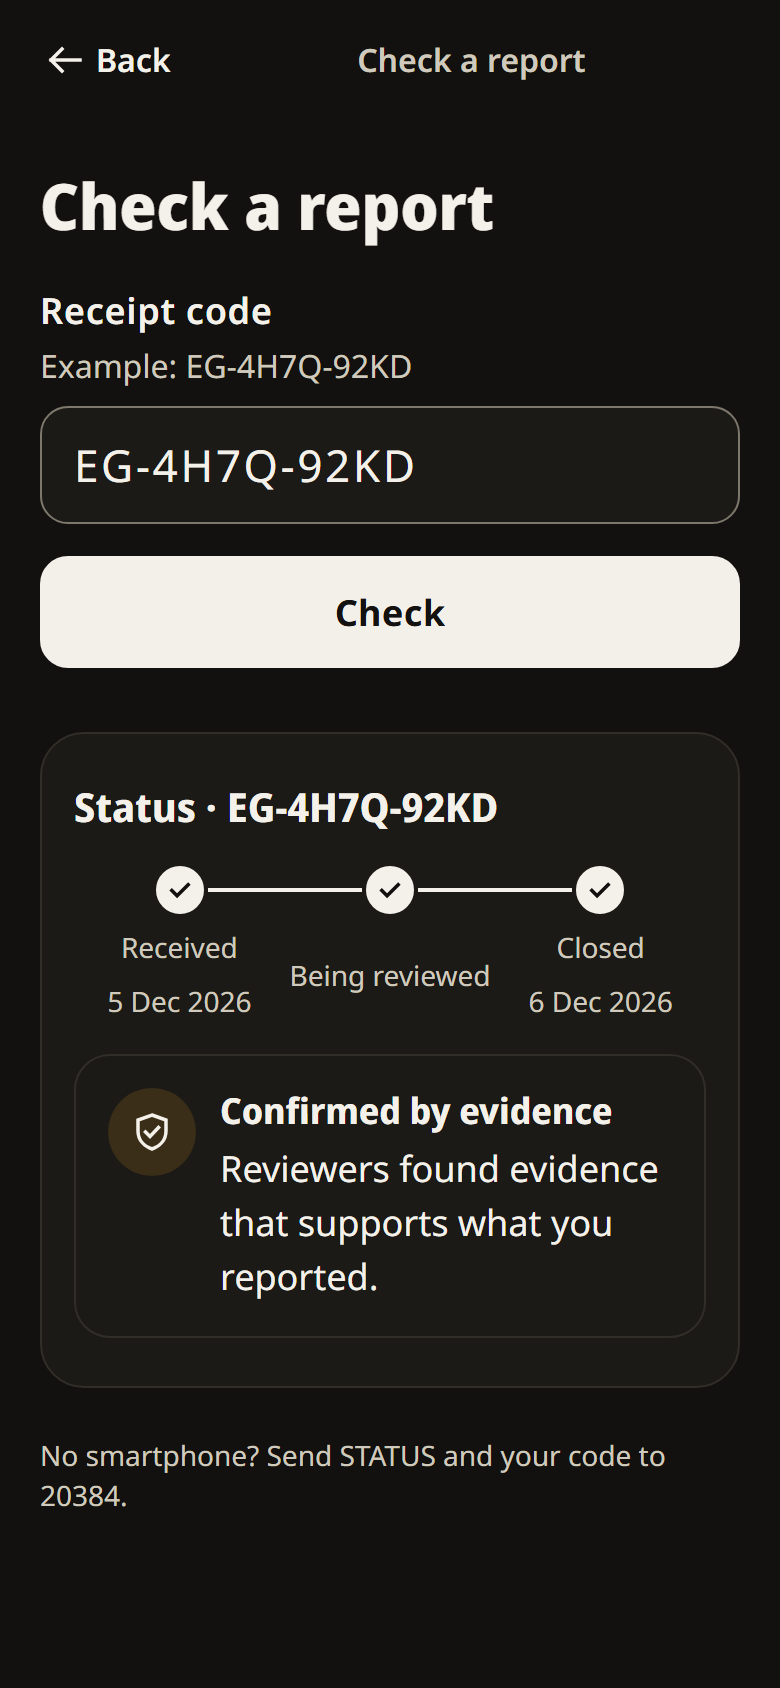 Back
Check a report
Check a report
Receipt code
Example: EG-4H7Q-92KD
EG-4H7Q-92KD
Check
Status · EG-4H7Q-92KD
Received
5 Dec 2026
Being reviewed
Closed
6 Dec 2026
Confirmed by evidence
Reviewers found evidence
that supports what you
reported.
No smartphone? Send STATUS and your code to
20384.